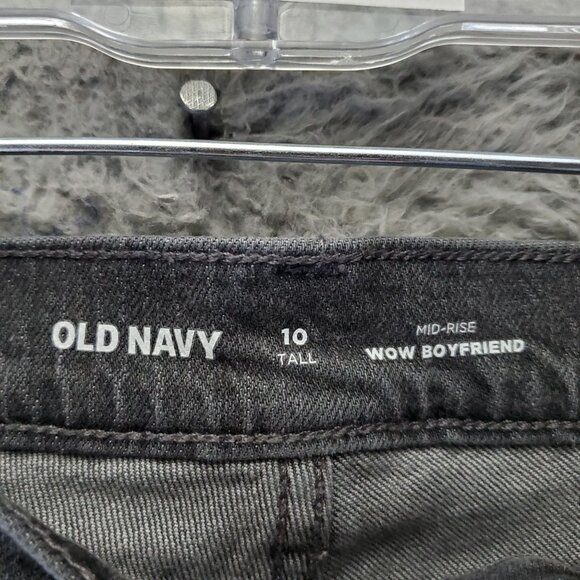 OLD NAVY
10
TALL
MID-RISE
WOW BOYFRIEND